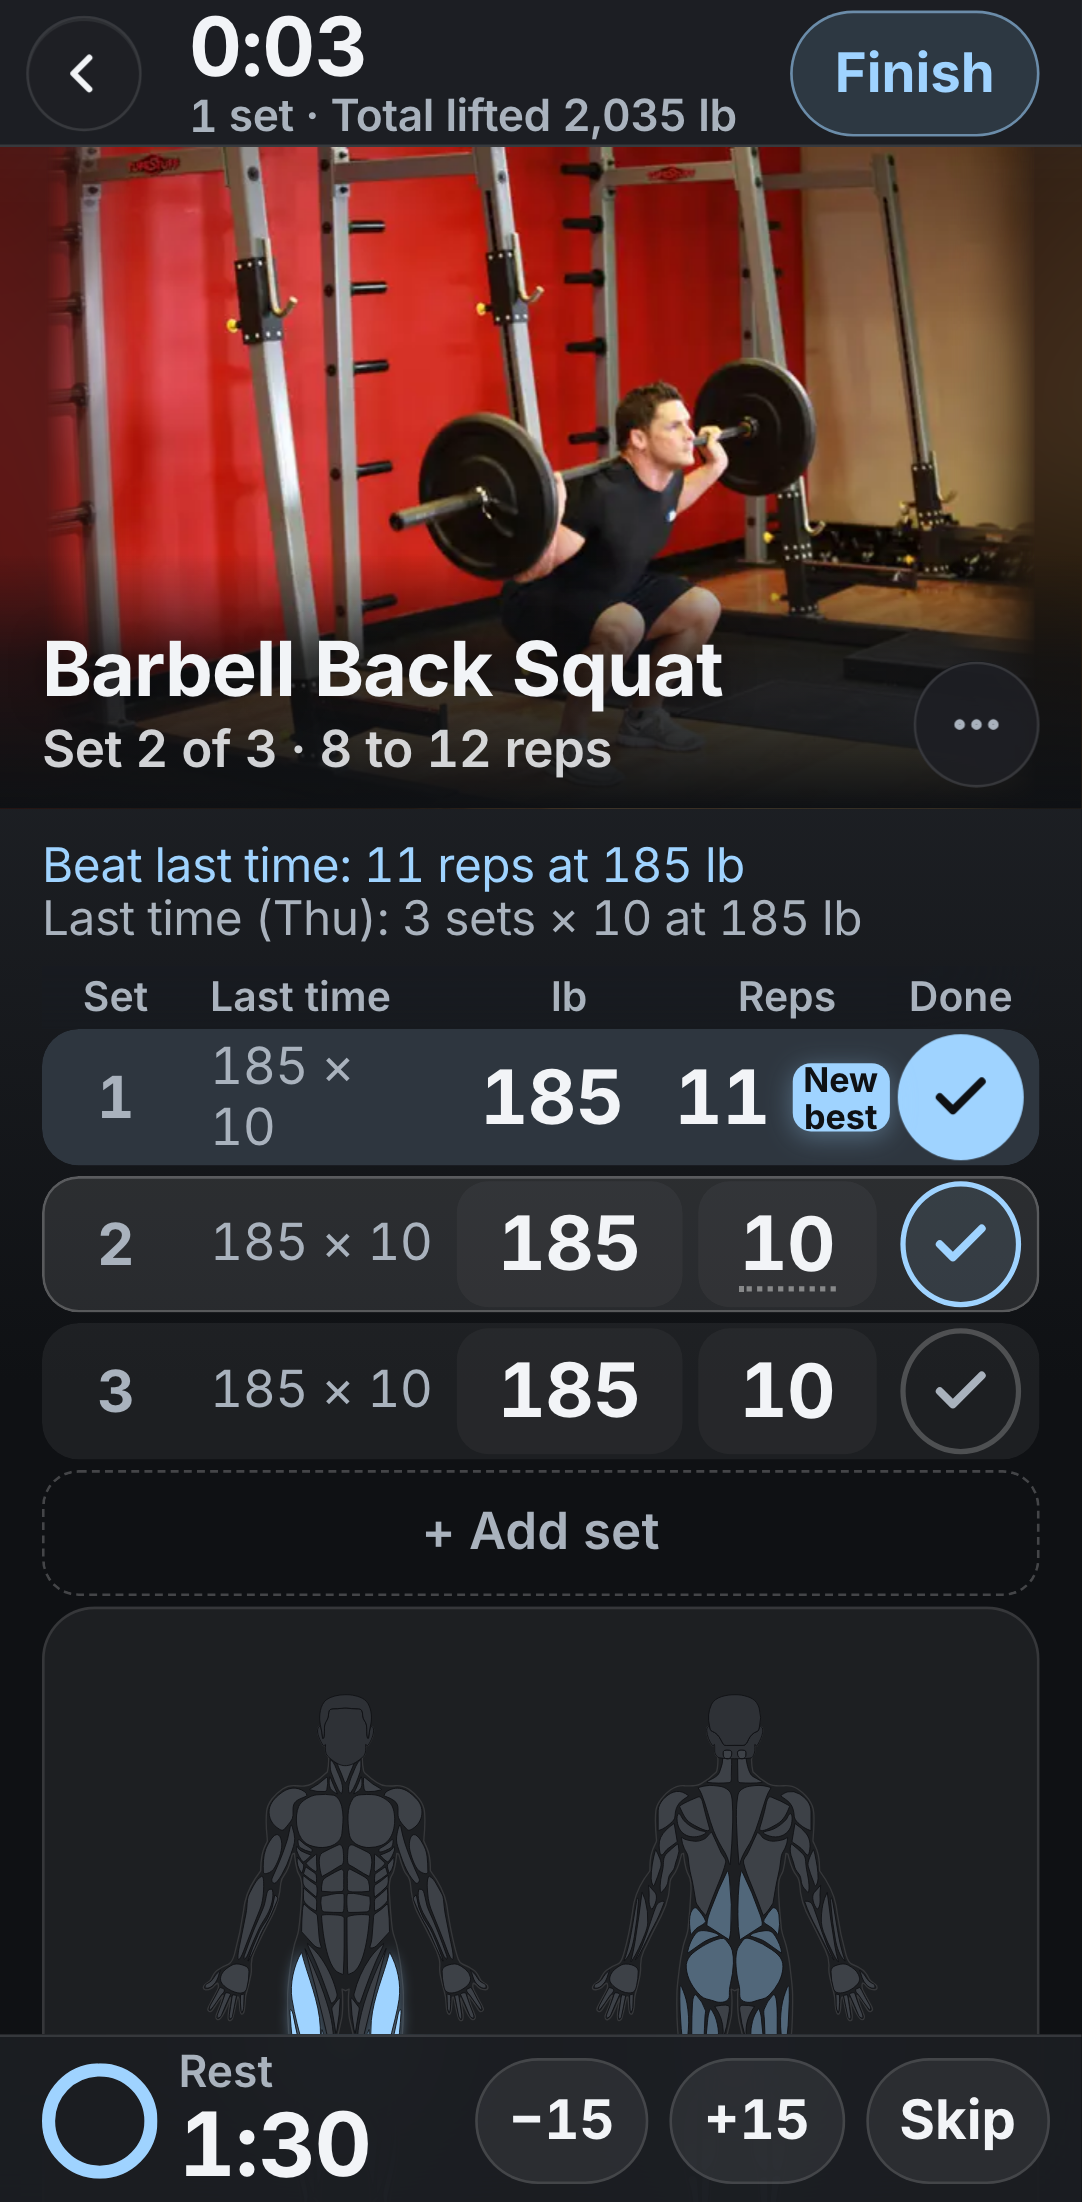 0:03
Finish
1 set · Total lifted 2,035 lb
Barbell Back Squat
Set 2 of 3 · 8 to 12 reps
Beat last time: 11 reps at 185 lb
Last time (Thu): 3 sets × 10 at 185 lb
Set Last time lb Reps Done
1 185 × 10 185 11 New best
2 185 × 10 185 10
3 185 × 10 185 10
+ Add set
Rest
1:30
−15 +15 Skip